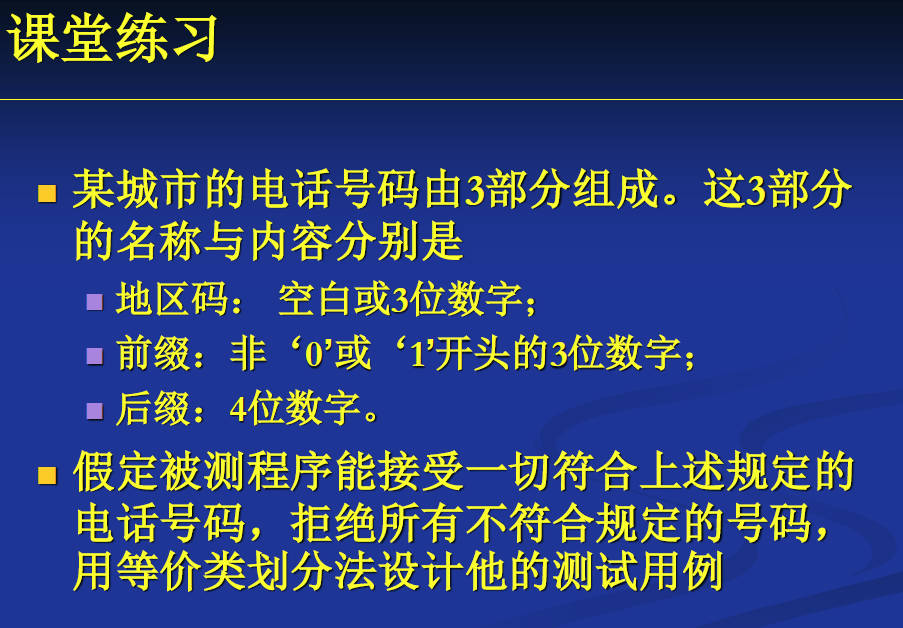 课堂练习
某城市的电话号码由3部分组成。这3部分
的名称与内容分别是
地区码： 空白或3位数字；
前缀：非‘0’或‘1’开头的3位数字；
后缀：4位数字。
假定被测程序能接受一切符合上述规定的
电话号码，拒绝所有不符合规定的号码，
用等价类划分法设计他的测试用例